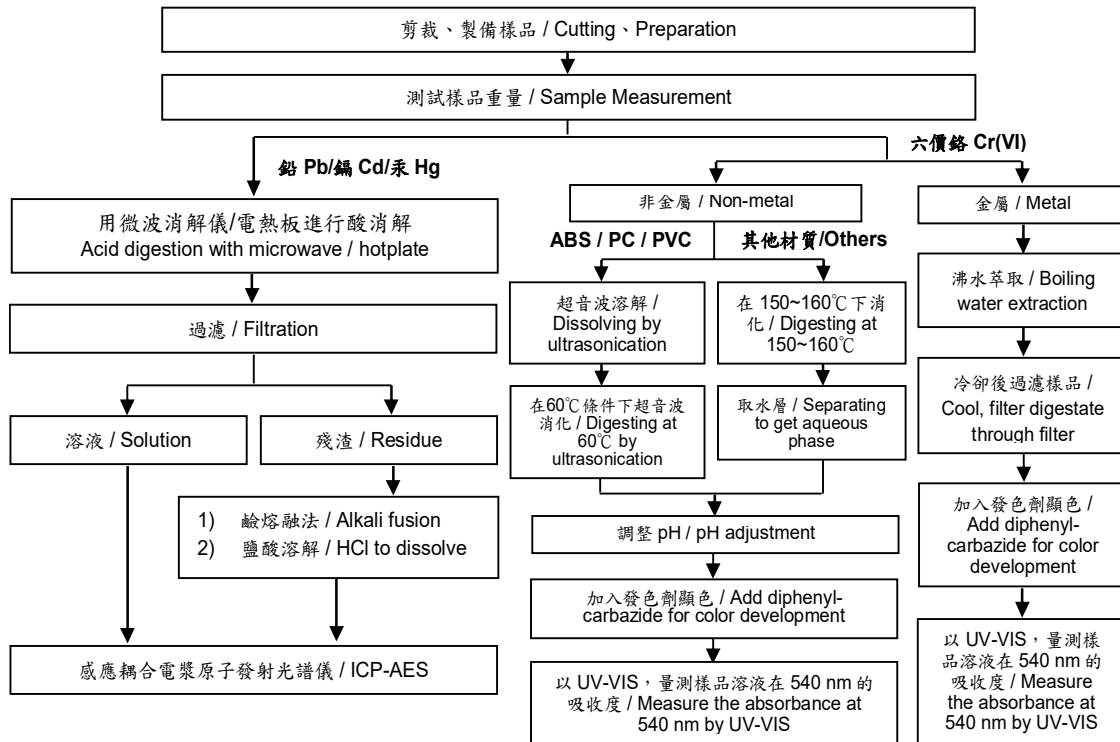 剪裁、製備樣品 / Cutting、Preparation
測試樣品重量 / Sample Measurement
鉛 Pb/鎘 Cd/汞 Hg
六價鉻 Cr(VI)
用微波消解儀/電熱板進行酸消解
Acid digestion with microwave / hotplate
過濾 / Filtration
溶液 / Solution
殘渣 / Residue
1) 鹼熔融法 / Alkali fusion
2) 鹽酸溶解 / HCl to dissolve
感應耦合電漿原子發射光譜儀 / ICP-AES
非金屬 / Non-metal
ABS / PC / PVC
其他材質/Others
超音波溶解 /
Dissolving by
ultrasonication
在60℃條件下超音波
消化 / Digesting at
60℃ by
ultrasonication
在 150~160℃下消
化 / Digesting at
150~160℃
取水層 / Separating
to get aqueous
phase
調整 pH / pH adjustment
加入發色劑顯色 / Add diphenyl-
carbazide for color development
以 UV-VIS,量測樣品溶液在 540 nm 的
吸收度 / Measure the absorbance at
540 nm by UV-VIS
金屬 / Metal
沸水萃取 / Boiling
water extraction
冷卻後過濾樣品 /
Cool, filter digestate
through filter
加入發色劑顯色 /
Add diphenyl-
carbazide for color
development
以 UV-VIS,量測樣
品溶液在 540 nm 的
吸收度 / Measure
the absorbance at
540 nm by UV-VIS